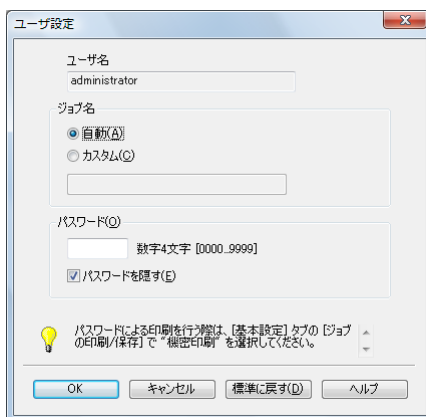 ユーザ設定
ユーザ名
administrator
ジョブ名
自動(A)
カスタム(C)
パスワード(O)
数字4文字 [0000..9999]
パスワードを隠す(E)
パスワードによる印刷を行う際は、[基本設定] タブの [ジョブ
の印刷/保存] で "機密印刷" を選択してください。
OK
キャンセル
標準に戻す(D)
ヘルプ